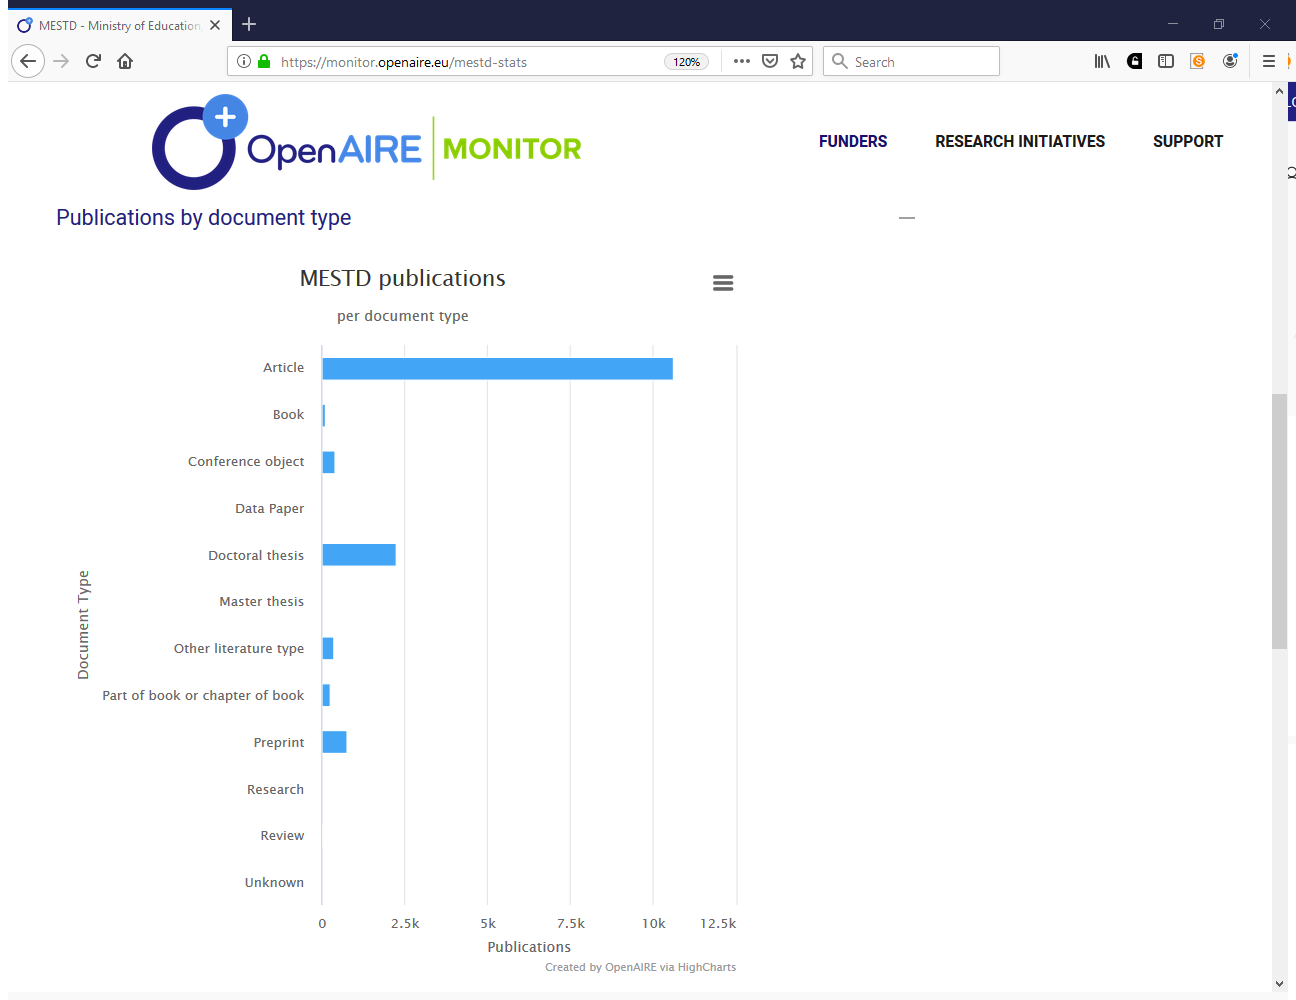 MESTD - Ministry of Education,
https://monitor.openaire.eu/mestd-stats
120%
Search
OpenAIRE MONITOR
FUNDERS
RESEARCH INITIATIVES
SUPPORT
Publications by document type
MESTD publications
per document type
Article
Book
Conference object
Data Paper
Doctoral thesis
Master thesis
Other literature type
Part of book or chapter of book
Preprint
Research
Review
Unknown
Document Type
0 2.5k 5k 7.5k 10k 12.5k
Publications
Created by OpenAIRE via HighCharts